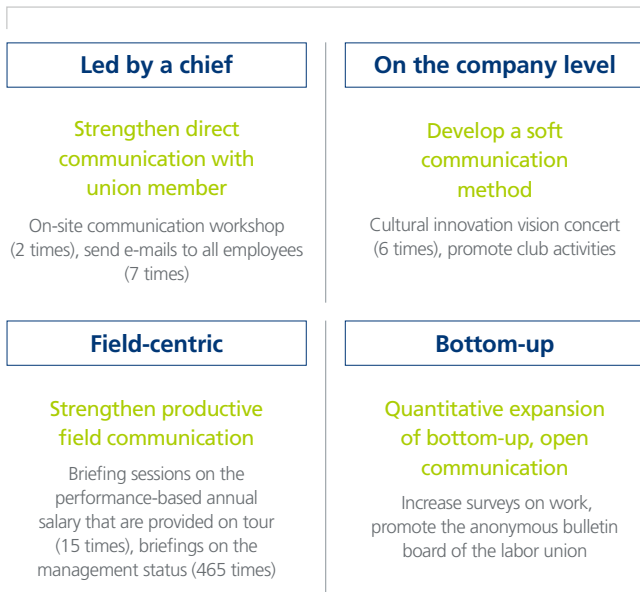 Led by a chief
Strengthen direct
communication with
union member
On-site communication workshop
(2 times), send e-mails to all employees
(7 times)
On the company level
Develop a soft
communication
method
Cultural innovation vision concert
(6 times), promote club activities
Field-centric
Strengthen productive
field communication
Briefing sessions on the
performance-based annual
salary that are provided on tour
(15 times), briefings on the
management status (465 times)
Bottom-up
Quantitative expansion
of bottom-up, open
communication
Increase surveys on work,
promote the anonymous bulletin
board of the labor union